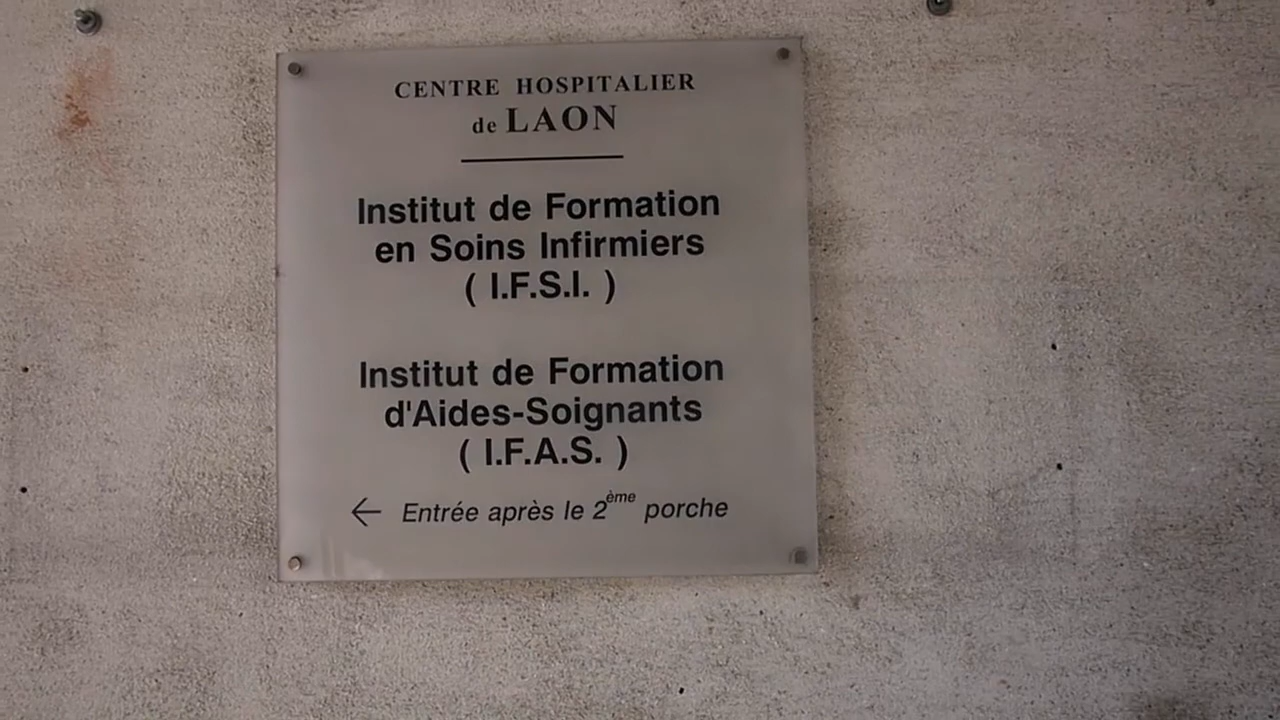 CENTRE HOSPITALIER
de LAON
Institut de Formation
en Soins Infirmiers
( I.F.S.I. )
Institut de Formation
d'Aides-Soignants
( I.F.A.S. )
← Entrée après le 2ème porche